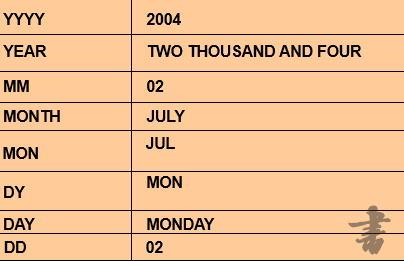 YYYY 2004
YEAR TWO THOUSAND AND FOUR
MM 02
MONTH JULY
MON JUL
DY MON
DAY MONDAY
DD 02
書